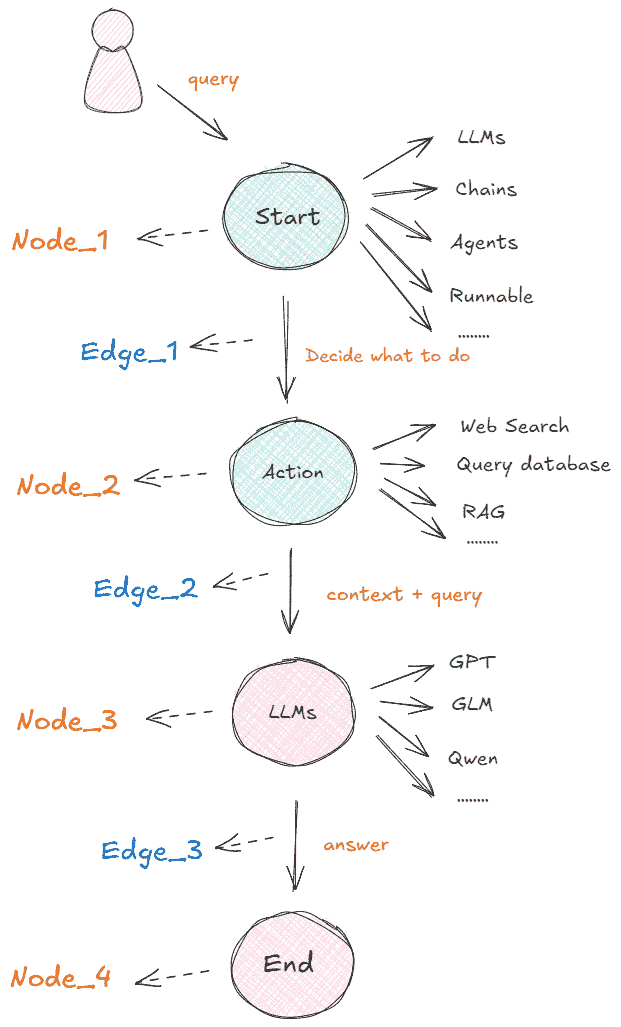 query
LLMs
Start
Chains
Node_1
Agents
Runnable
........
Edge_1
Decide what to do
Web Search
Action
Query database
Node_2
RAG
........
Edge_2
context + query
GPT
LLMs
GLM
Node_3
Qwen
........
Edge_3
answer
End
Node_4